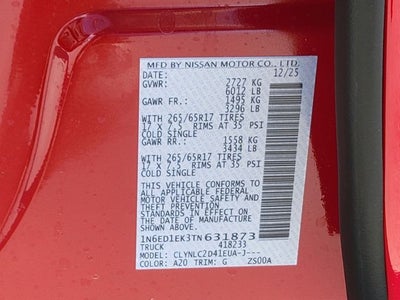 MFD BY NISSAN MOTOR CO., LTD.
DATE: 12/25
GVWR: 2727 KG
6012 LB
GAWR FR.: 1495 KG
3296 LB
WITH 265/65R17 TIRES
17 X 7.5 RIMS AT 35 PSI
COLD SINGLE
GAWR RR.: 1558 KG
3434 LB
WITH 265/65R17 TIRES
17 X 7.5 RIMS AT 35 PSI
COLD SINGLE
THIS VEHICLE CONFORMS
TO ALL APPLICABLE FEDERAL
MOTOR VEHICLE SAFETY
STANDARDS IN EFFECT ON
THE DATE OF MANUFACTURE
SHOWN ABOVE.
1N6ED1EK3TN631873
TRUCK 418233
MODEL: CLYNLC2D41EUA-J---
COLOR: A20 TRIM: G ZS00A